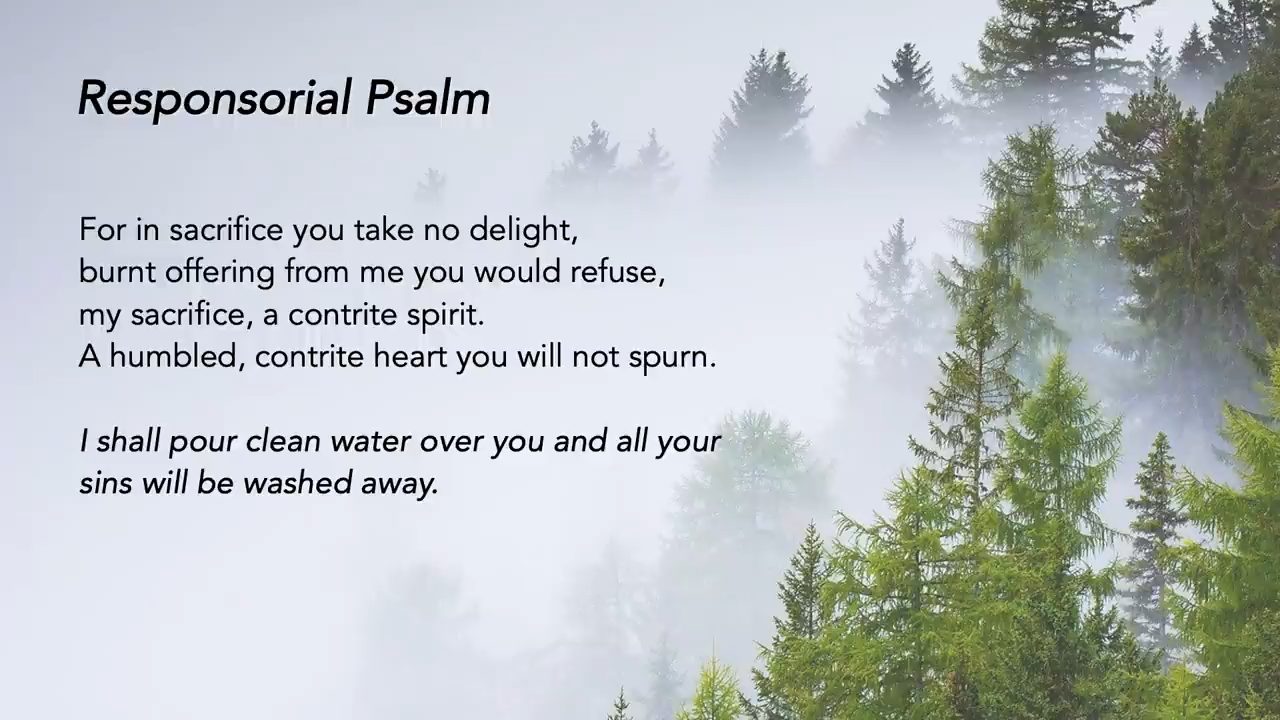 Responsorial Psalm
For in sacrifice you take no delight,
burnt offering from me you would refuse,
my sacrifice, a contrite spirit.
A humbled, contrite heart you will not spurn.
I shall pour clean water over you and all your
sins will be washed away.